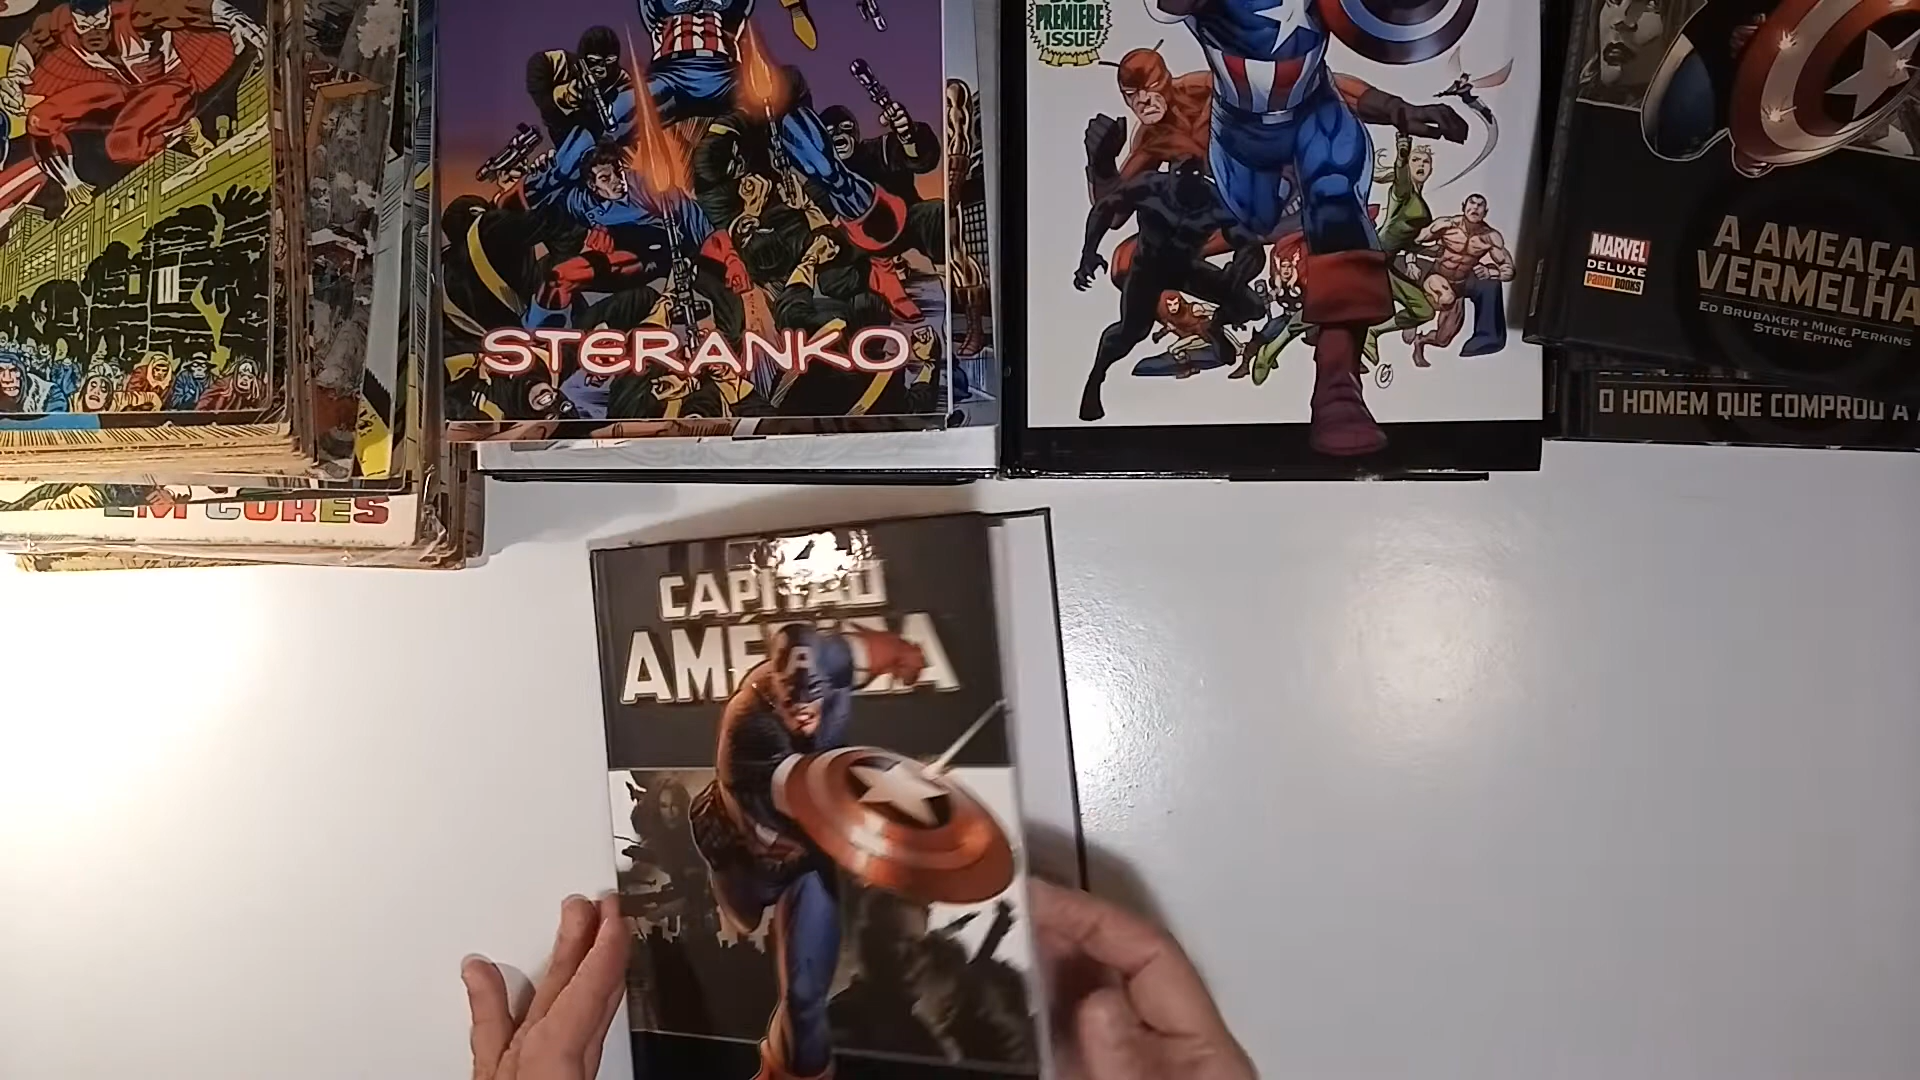 EM CORES
STERANKO
PREMIERE
ISSUE!
MARVEL
DELUXE
PANINI BOOKS
A AMEAÇA
VERMELHA
ED BRUBAKER • MIKE PERKINS
STEVE EPTING
O HOMEM QUE COMPROU A
CAPITÃO
AMÉRICA
A